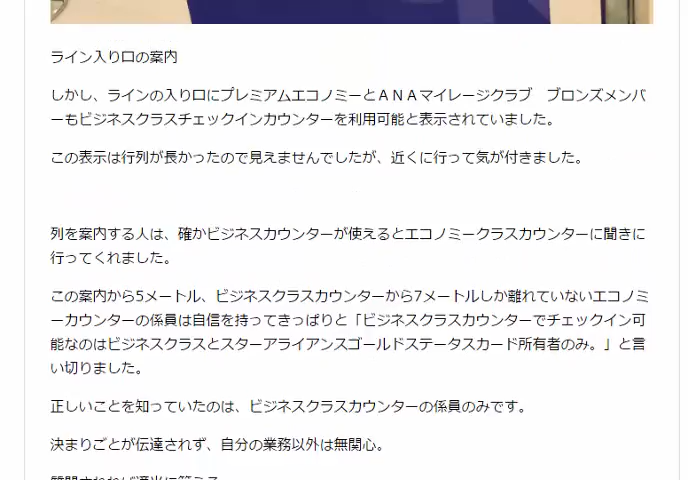 ライン入り口の案内
しかし、ラインの入り口にプレミアムエコノミーとＡＮＡマイレージクラブ　ブロンズメンバ
ーもビジネスクラスチェックインカウンターを利用可能と表示されていました。
この表示は行列が長かったので見えませんでしたが、近くに行って気が付きました。
列を案内する人は、確かビジネスカウンターが使えるとエコノミークラスカウンターに聞きに
行ってくれました。
この案内から5メートル、ビジネスクラスカウンターから7メートルしか離れていないエコノミ
ーカウンターの係員は自信を持ってきっぱりと「ビジネスクラスカウンターでチェックイン可
能なのはビジネスクラスとスターアライアンスゴールドステータスカード所有者のみ。」と言
い切りました。
正しいことを知っていたのは、ビジネスクラスカウンターの係員のみです。
決まりごとが伝達されず、自分の業務以外は無関心。